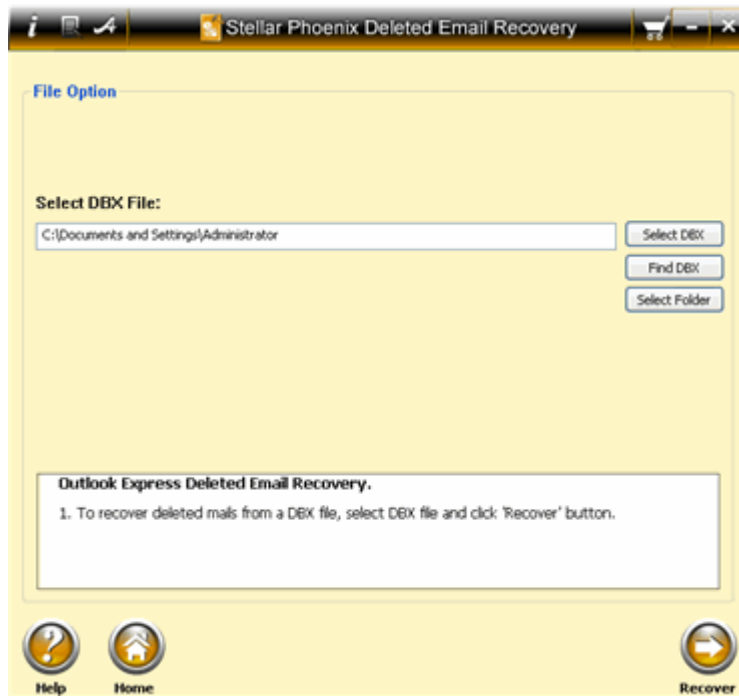 Stellar Phoenix Deleted Email Recovery
File Option
Select DBX File:
C:\Documents and Settings\Administrator
Select DBX
Find DBX
Select Folder
Outlook Express Deleted Email Recovery.
1. To recover deleted mails from a DBX file, select DBX file and click 'Recover' button.
Help
Home
Recover